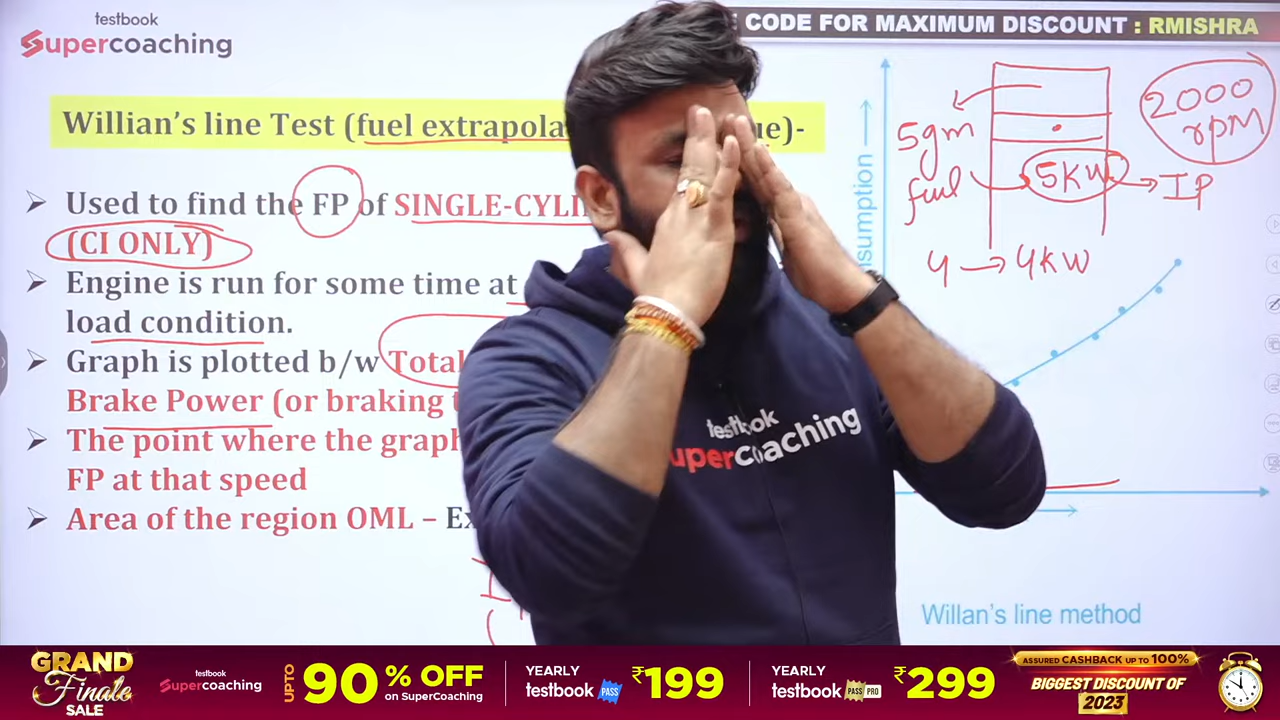 testbook
Supercoaching
CODE FOR MAXIMUM DISCOUNT : RMISHRA
Willian's line Test (fuel extrapola
e)-
➢ Used to find the FP of SINGLE-CYLI
(CI ONLY)
➢ Engine is run for some time at
load condition.
➢ Graph is plotted b/w Total
Brake Power (or braking
➢ The point where the graph
FP at that speed
➢ Area of the region OML – Ex
sumption
5gm
fuel
5KW
IP
2000
rpm
4 → 4KW
Willan's line method
testbook
supercoaching
GRAND
Finale
SALE
testbook
Supercoaching
UPTO
90% OFF
on SuperCoaching
YEARLY
testbook PASS
₹199
YEARLY
testbook PASS PRO
₹299
ASSURED CASHBACK UP TO 100%
BIGGEST DISCOUNT OF
2023